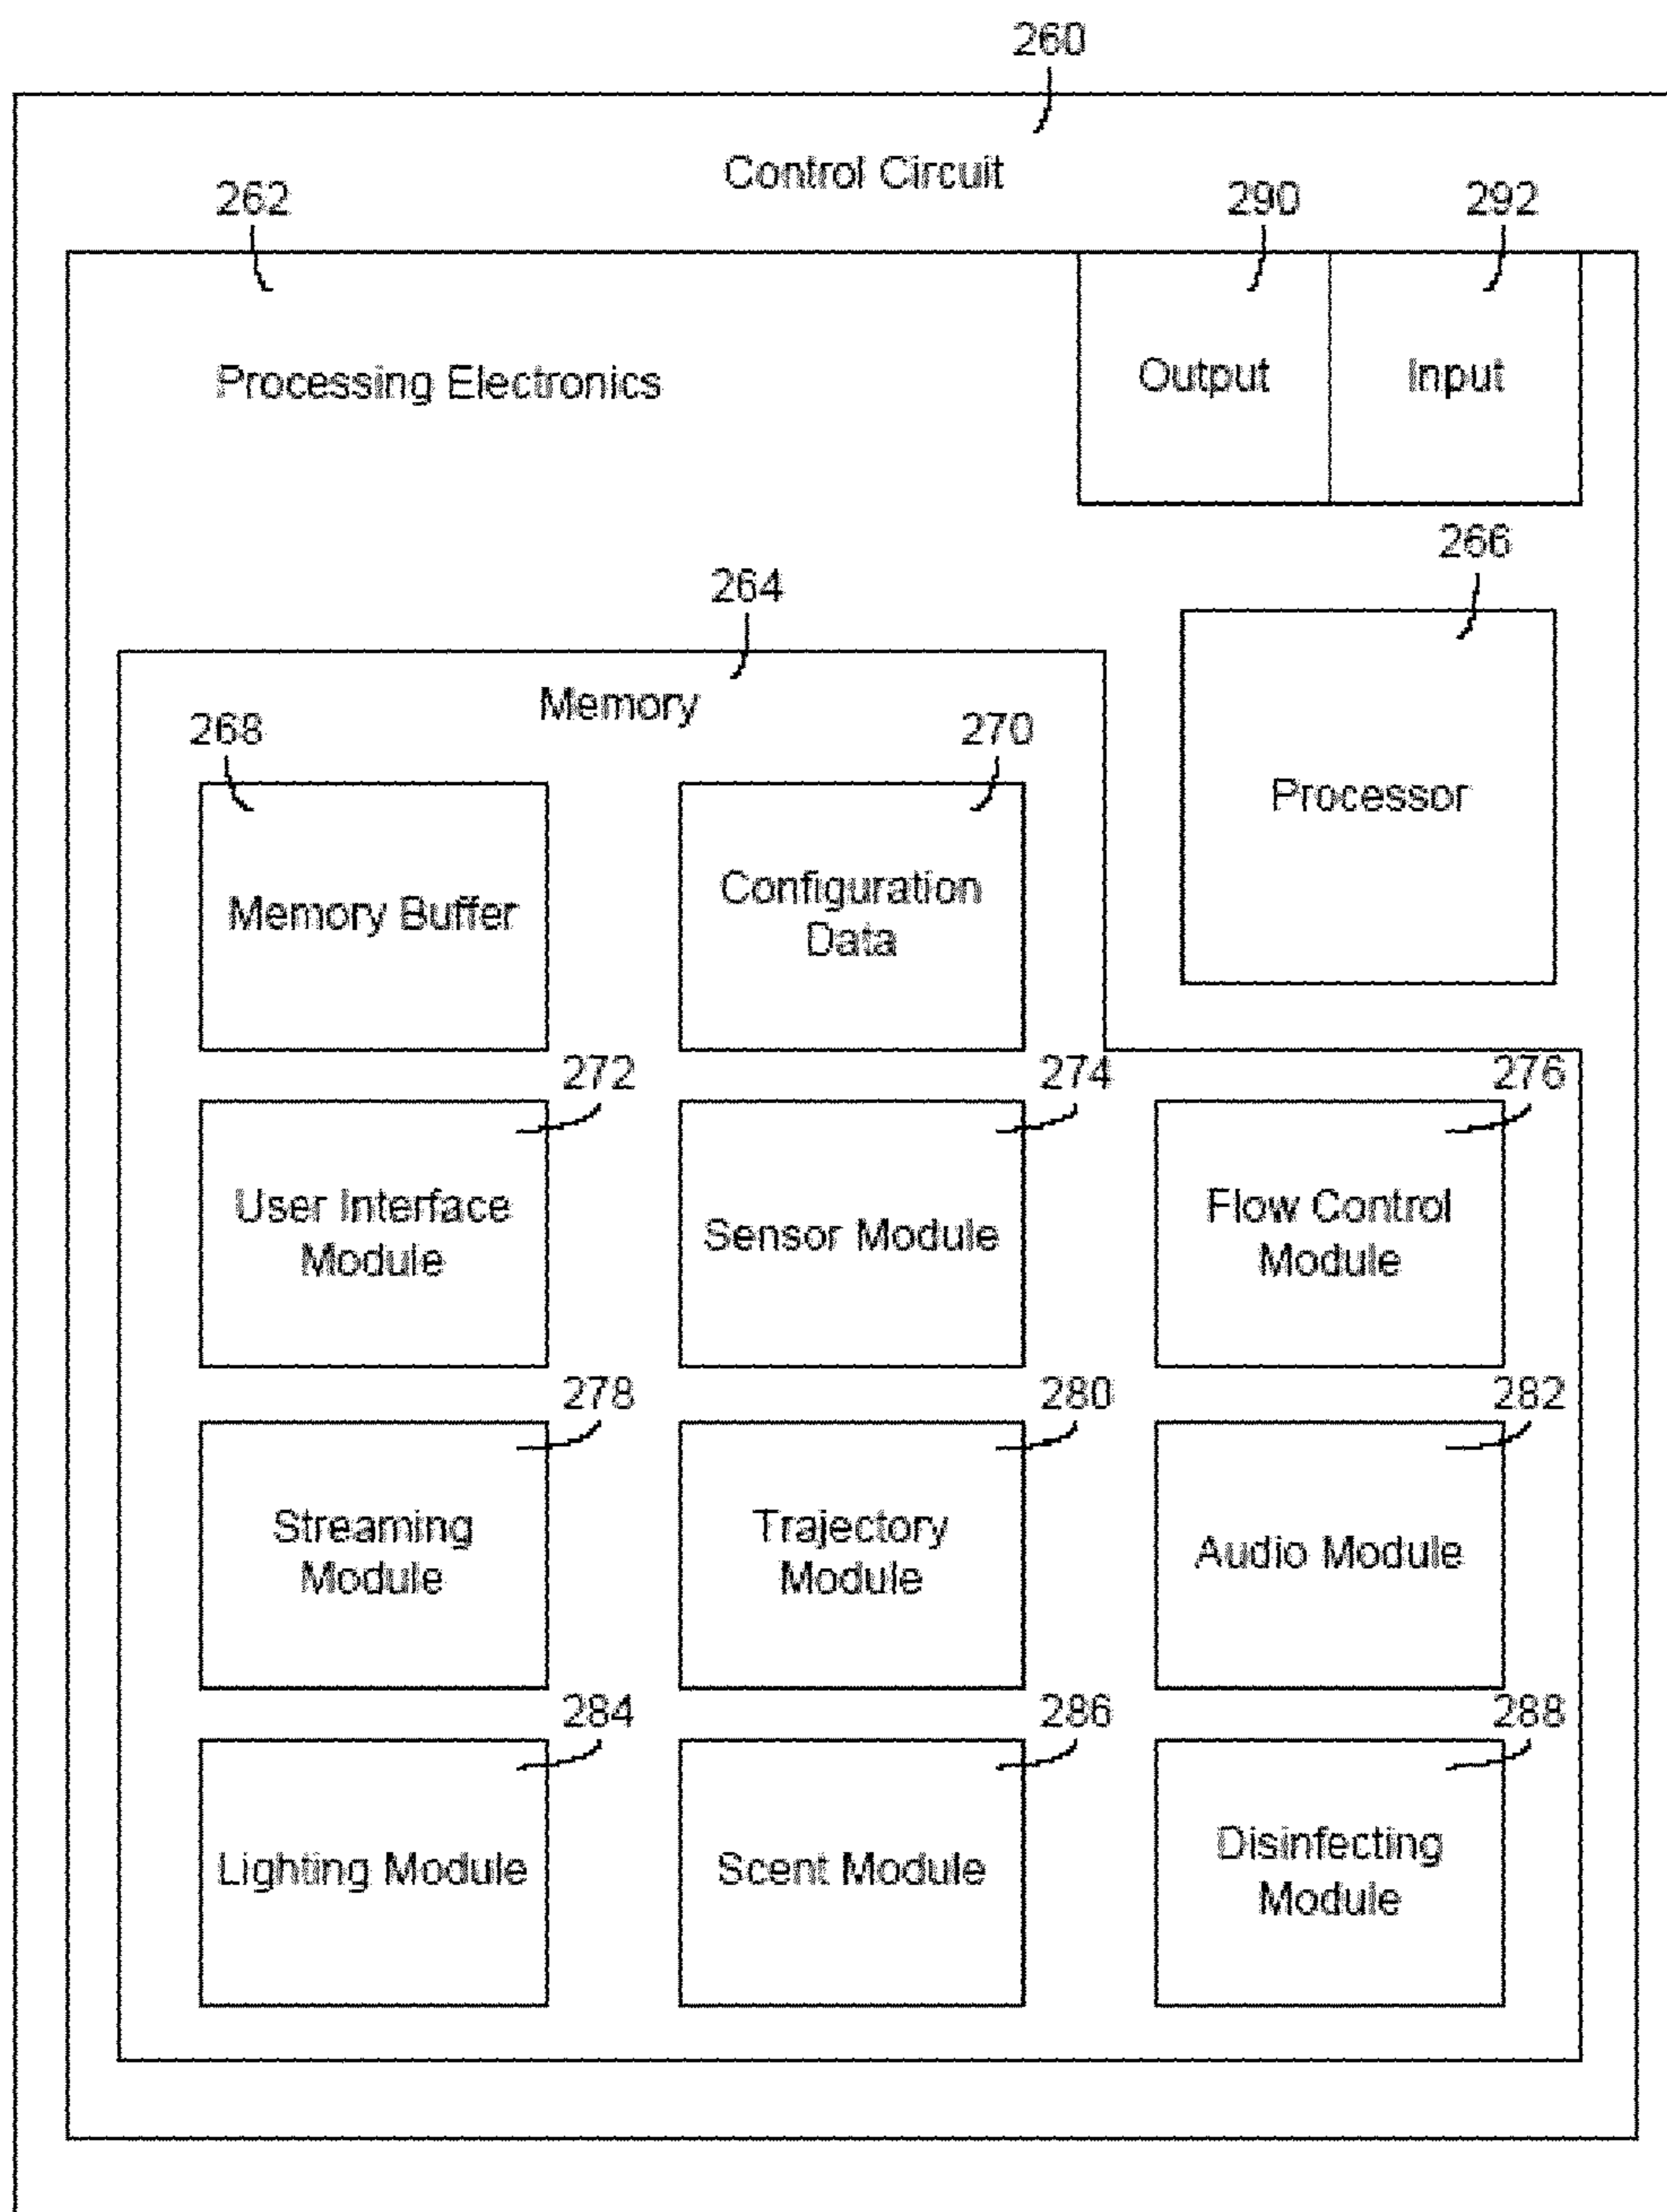 260
Control Circuit
262
290
292
Processing Electronics
Output
Input
266
264
Memory
Processor
268
270
Memory Buffer
Configuration
Data
272
274
276
User Interface
Module
Sensor Module
Flow Control
Module
278
280
282
Streaming
Module
Trajectory
Module
Audio Module
284
286
288
Lighting Module
Scent Module
Disinfecting
Module